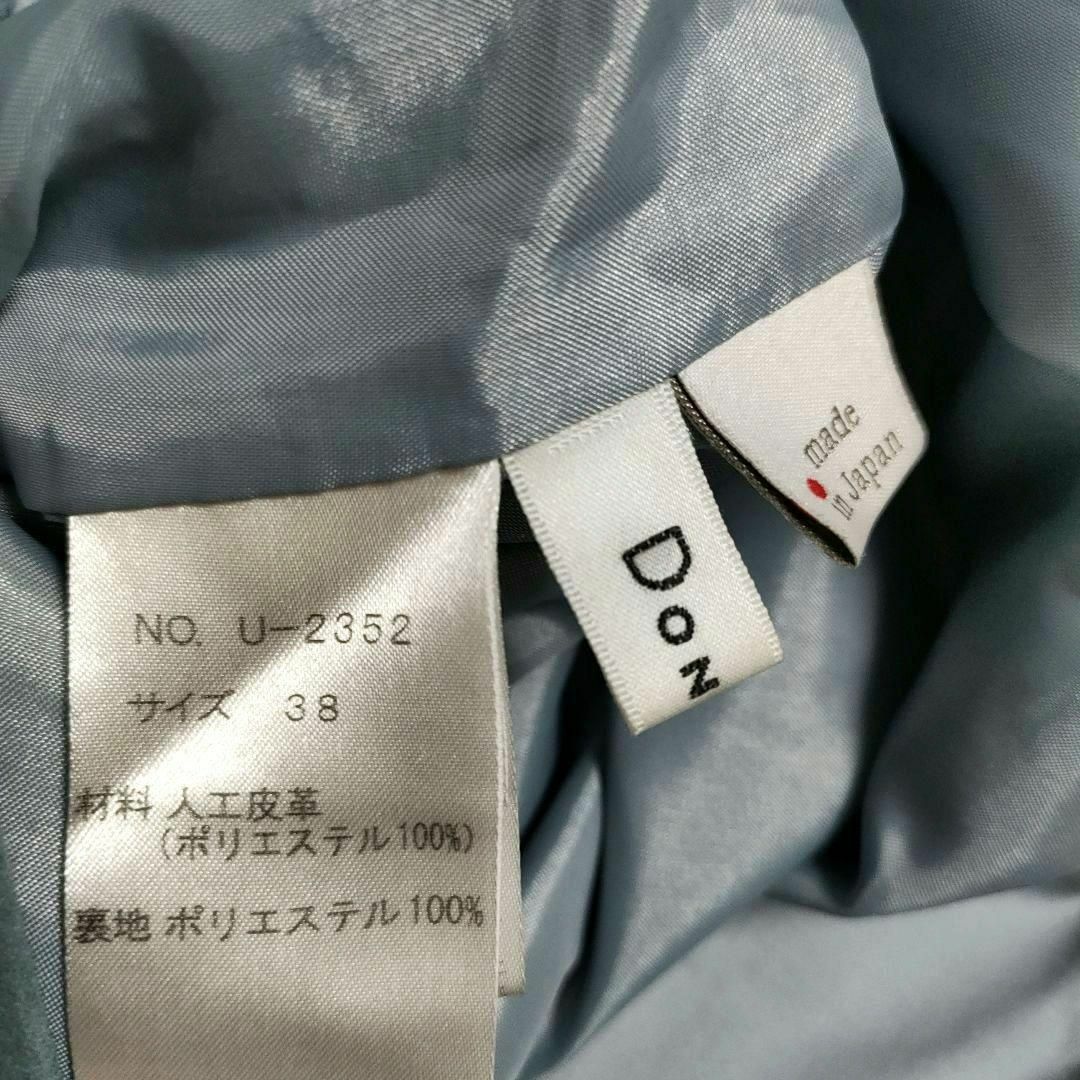 NO. U-2352
サイズ 38
材料 人工皮革
(ポリエステル100%)
裏地 ポリエステル100%
DoN
made
in Japan